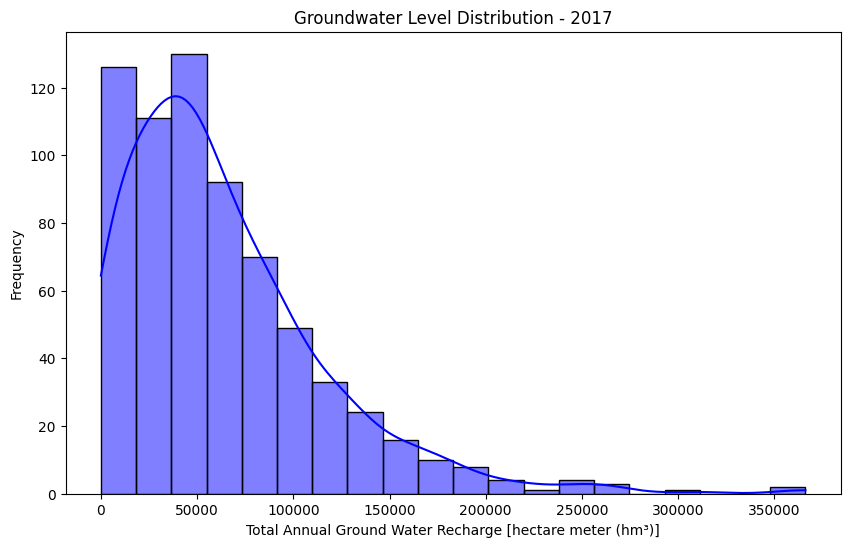 Groundwater Level Distribution - 2017
Frequency
120
100
80
60
40
20
0
0 50000 100000 150000 200000 250000 300000 350000
Total Annual Ground Water Recharge [hectare meter (hm³)]